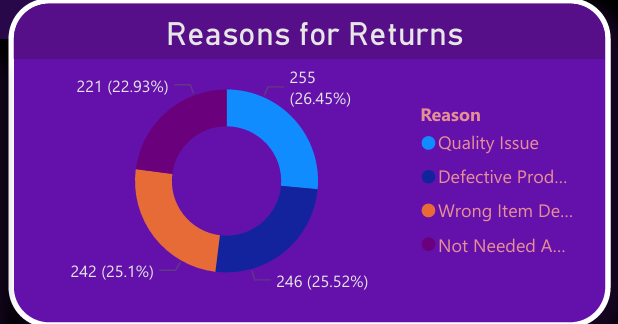 Reasons for Returns
221 (22.93%)
255
(26.45%)
Reason
Quality Issue
Defective Prod...
Wrong Item De...
Not Needed A...
242 (25.1%)
246 (25.52%)